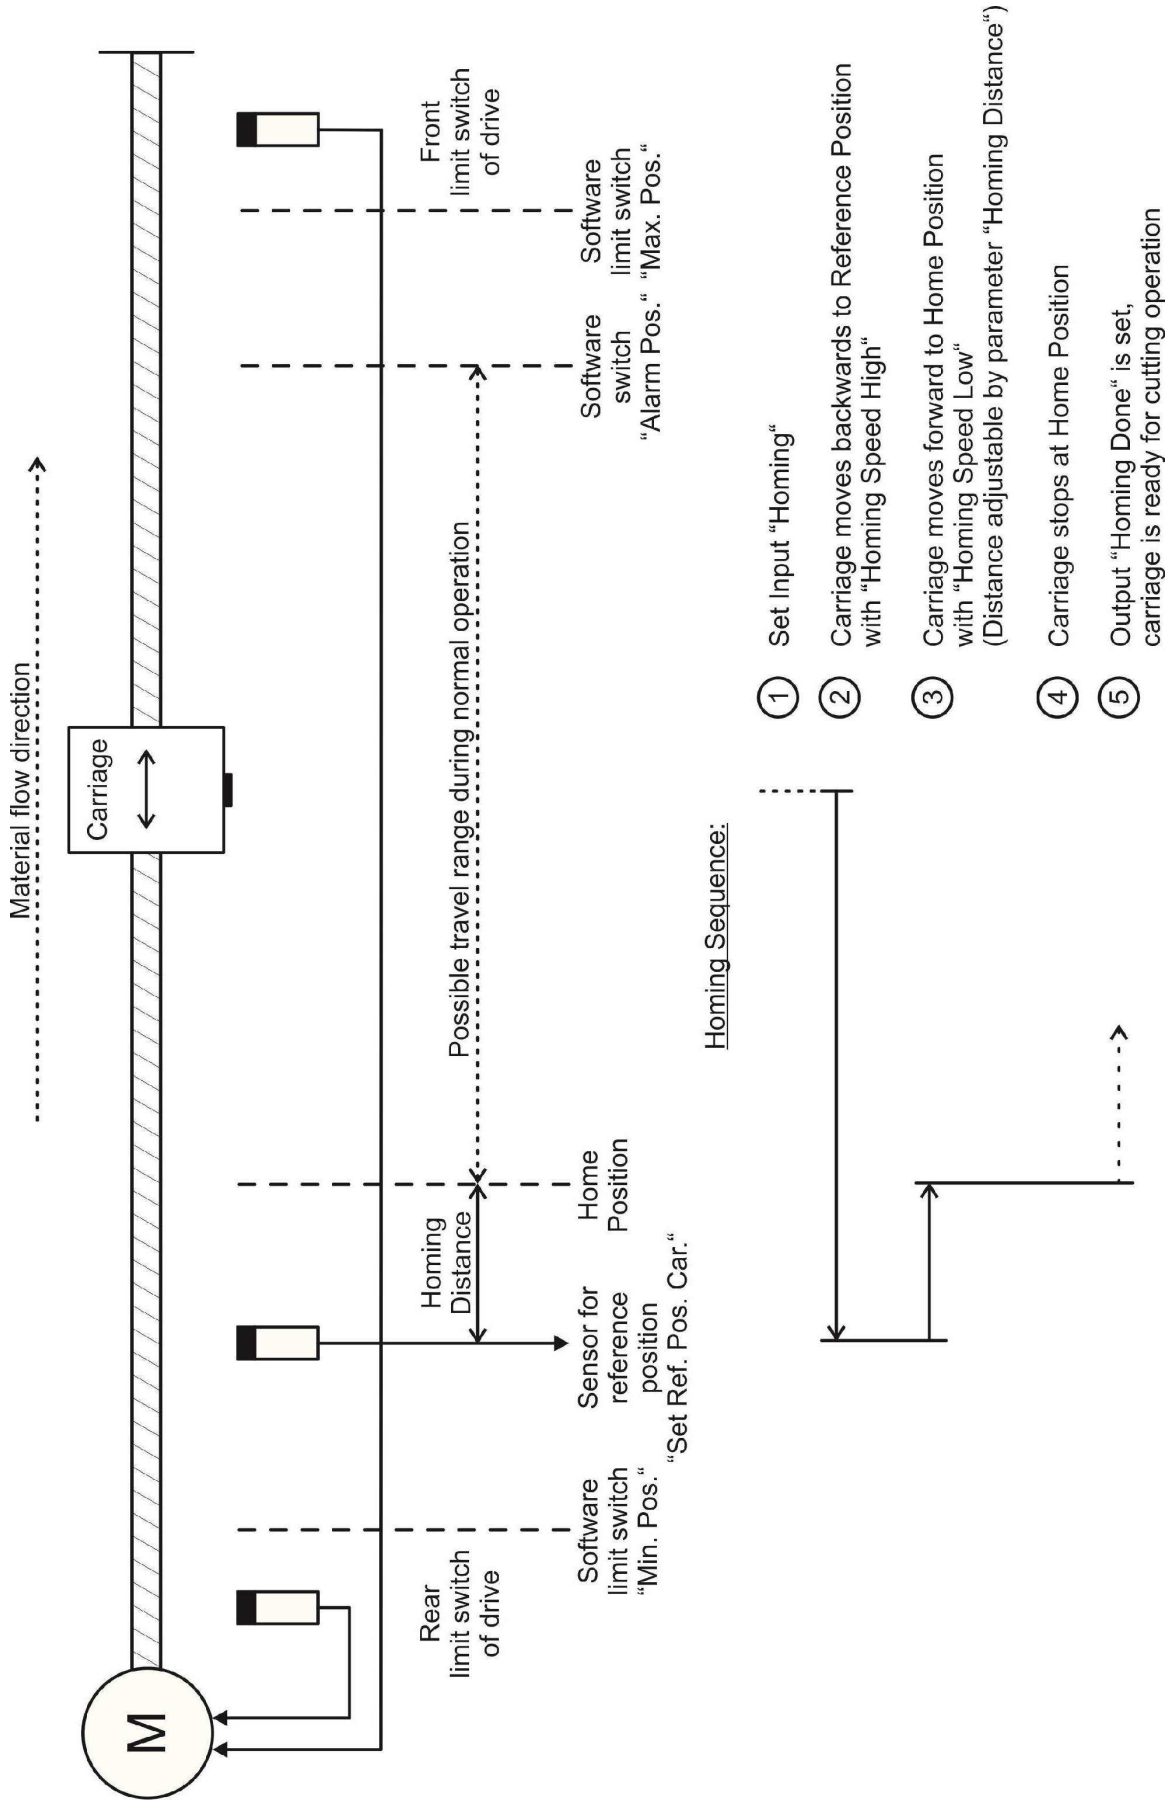 Material flow direction
Carriage
M
Rear
limit switch
of drive
Homing
Distance
Possible travel range during normal operation
Front
limit switch
of drive
Software
limit switch
“Min. Pos.“
Sensor for
reference
position
“Set Ref. Pos. Car.“
Home
Position
Software
switch
“Alarm Pos.“
Software
limit switch
“Max. Pos.“
Homing Sequence:
1 Set Input “Homing“
2 Carriage moves backwards to Reference Position
with “Homing Speed High“
3 Carriage moves forward to Home Position
with “Homing Speed Low“
(Distance adjustable by parameter “Homing Distance“)
4 Carriage stops at Home Position
5 Output “Homing Done“ is set,
carriage is ready for cutting operation